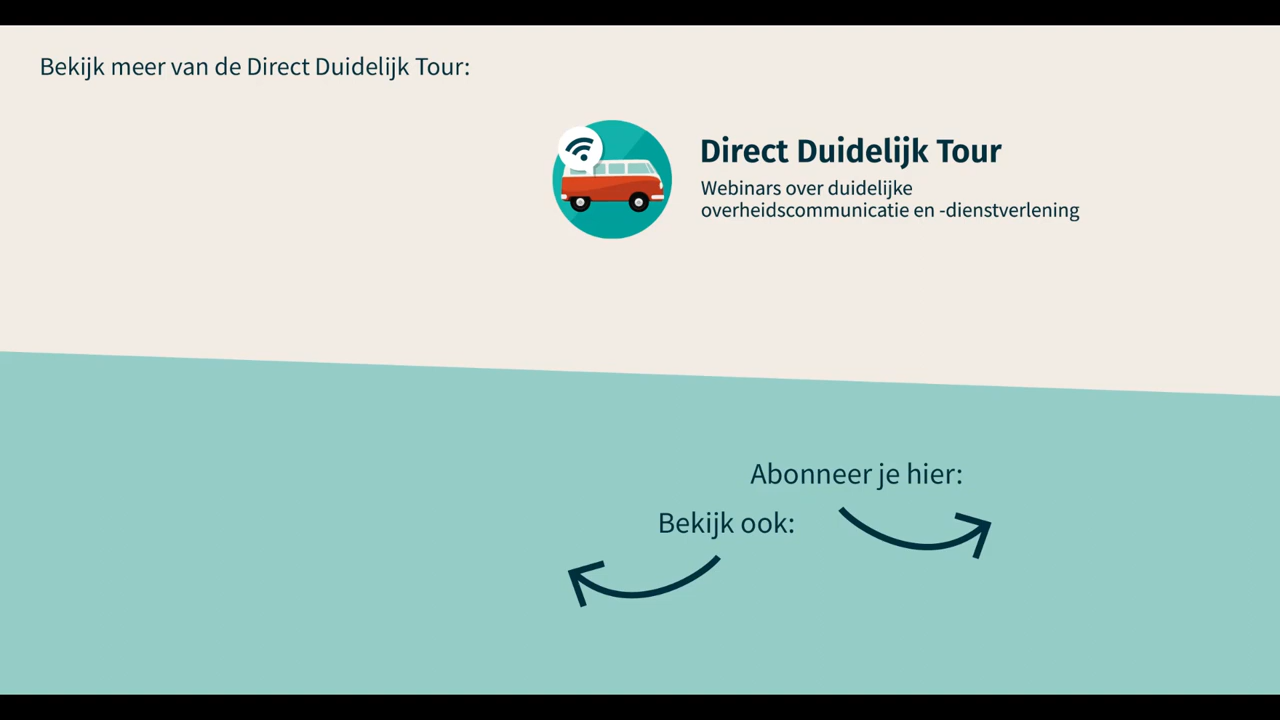 Bekijk meer van de Direct Duidelijk Tour:
Direct Duidelijk Tour
Webinars over duidelijke
overheidscommunicatie en -dienstverlening
Abonneer je hier:
Bekijk ook: